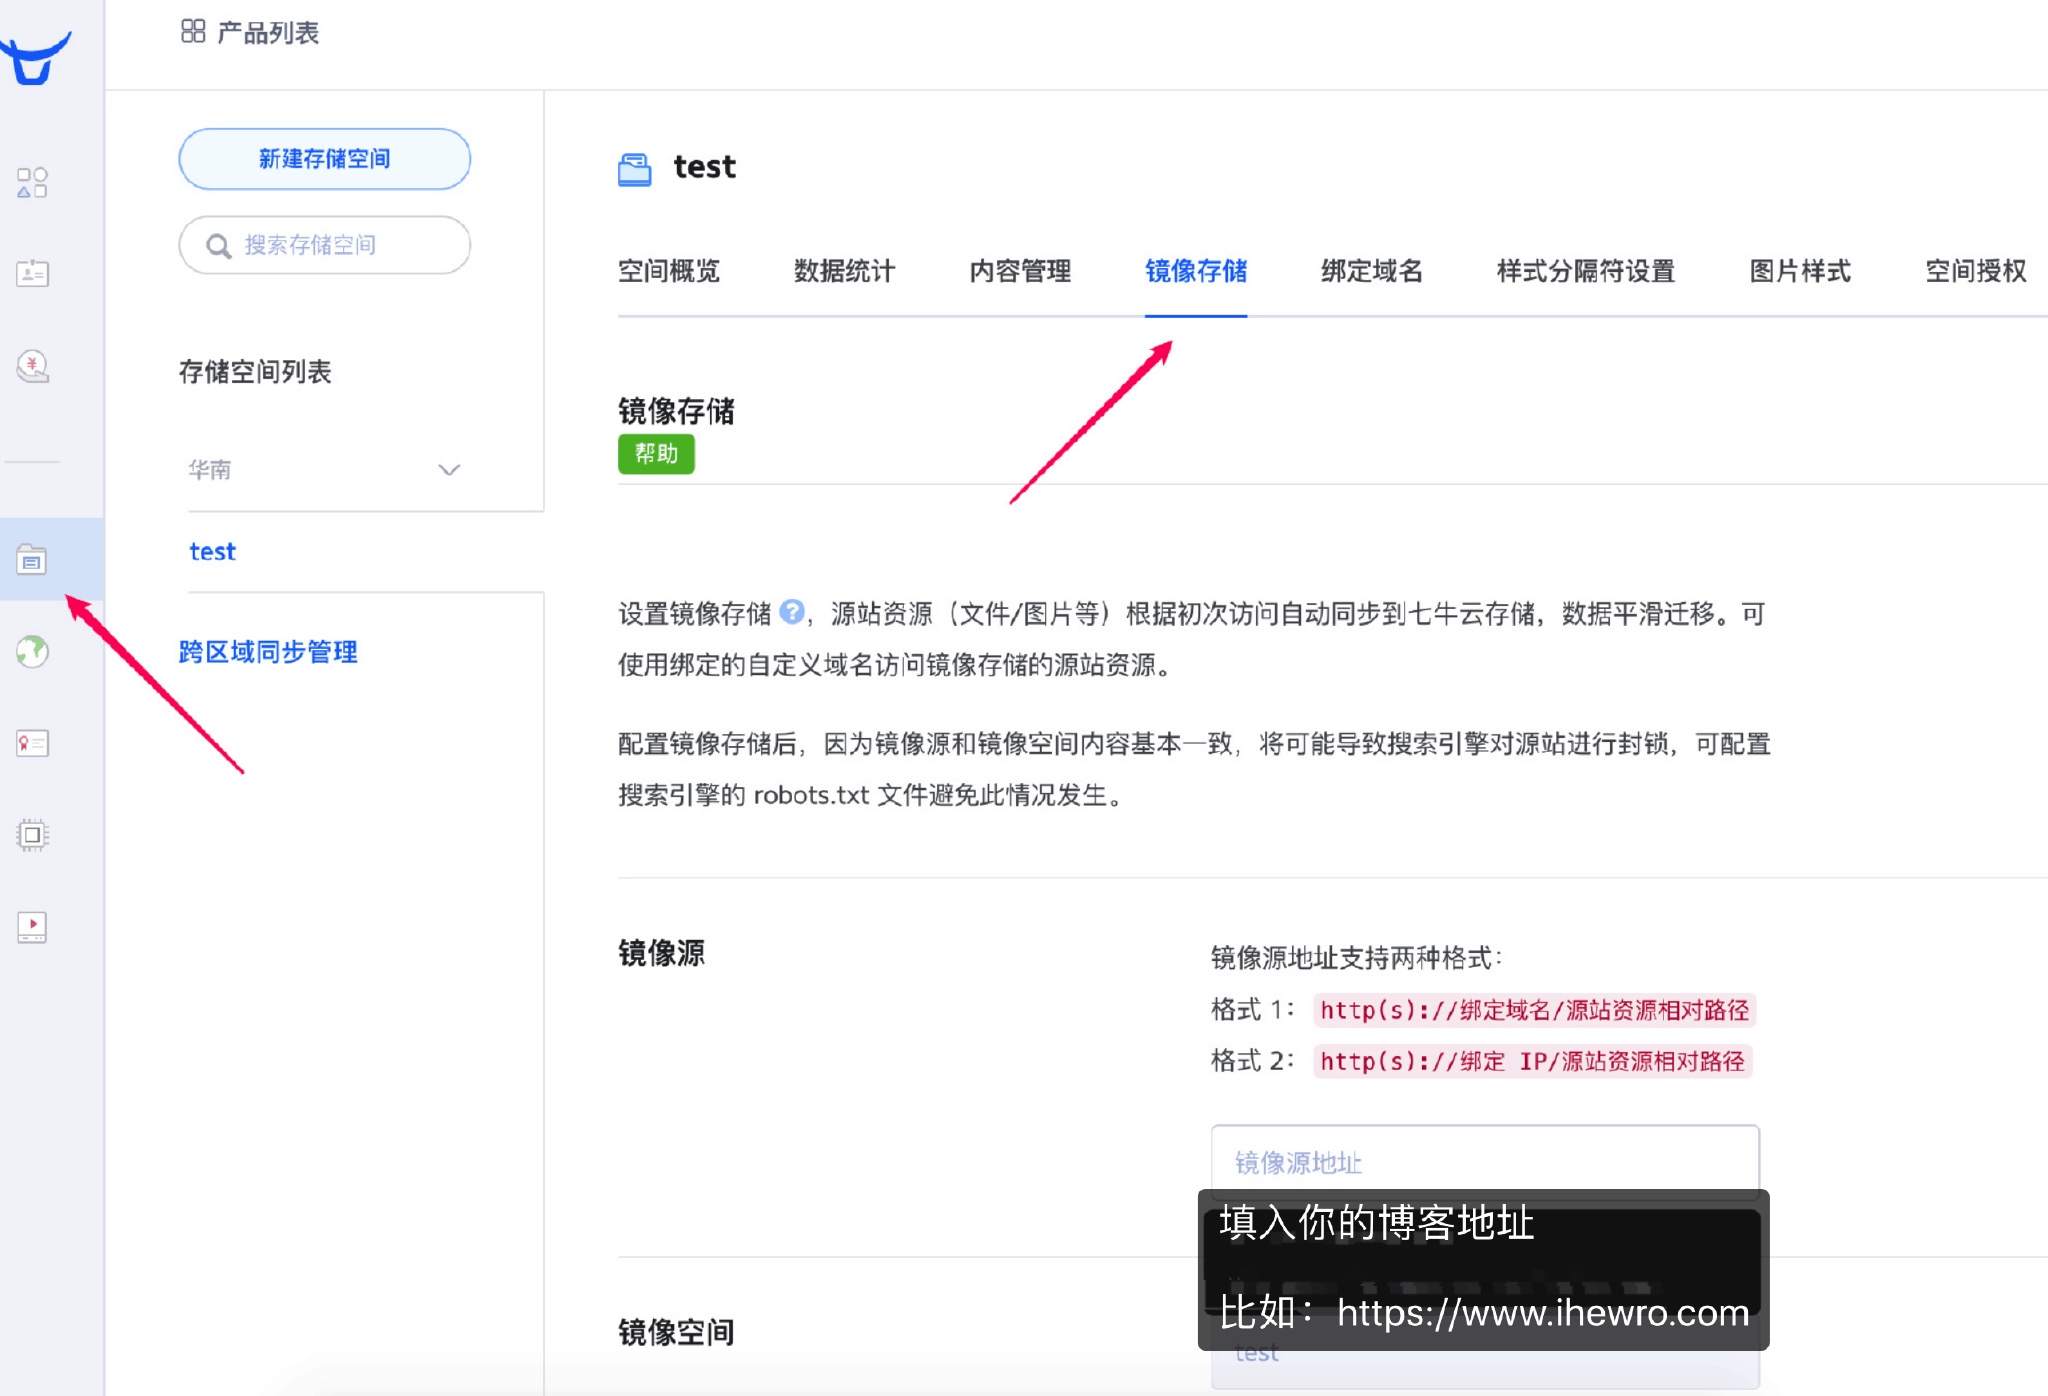 产品列表
新建存储空间
搜索存储空间
存储空间列表
华南
test
跨区域同步管理
test
空间概览 数据统计 内容管理 镜像存储 绑定域名 样式分隔符设置 图片样式 空间授权
镜像存储
帮助
设置镜像存储 ? ，源站资源（文件/图片等）根据初次访问自动同步到七牛云存储，数据平滑迁移。可
使用绑定的自定义域名访问镜像存储的源站资源。
配置镜像存储后，因为镜像源和镜像空间内容基本一致，将可能导致搜索引擎对源站进行封锁，可配置
搜索引擎的 robots.txt 文件避免此情况发生。
镜像源
镜像源地址支持两种格式：
格式 1： http(s)://绑定域名/源站资源相对路径
格式 2： http(s)://绑定 IP/源站资源相对路径
镜像源地址
填入你的博客地址
比如：https://www.ihewro.com
镜像空间
test